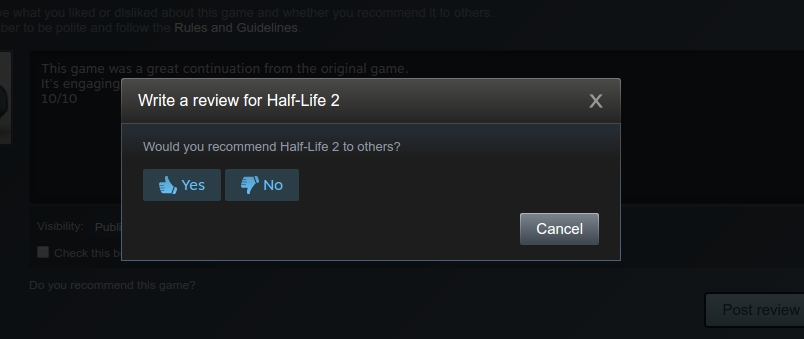 ve what you liked or disliked about this game and whether you recommend it to others.
ber to be polite and follow the Rules and Guidelines.
This game was a great continuation from the original game.
It's engaging
10/10
Write a review for Half-Life 2
X
Would you recommend Half-Life 2 to others?
Yes
No
Cancel
Visibility: Publi
Check this b
Do you recommend this game?
Post review